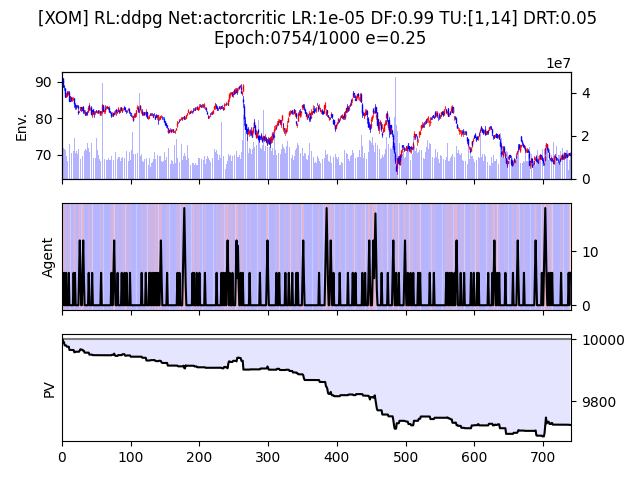 [XOM] RL:ddpg Net:actorcritic LR:1e-05 DF:0.99 TU:[1,14] DRT:0.05
Epoch:0754/1000 e=0.25
1e7
90
80
70
Env.
4
2
0
Agent
10
0
PV
10000
9800
0 100 200 300 400 500 600 700